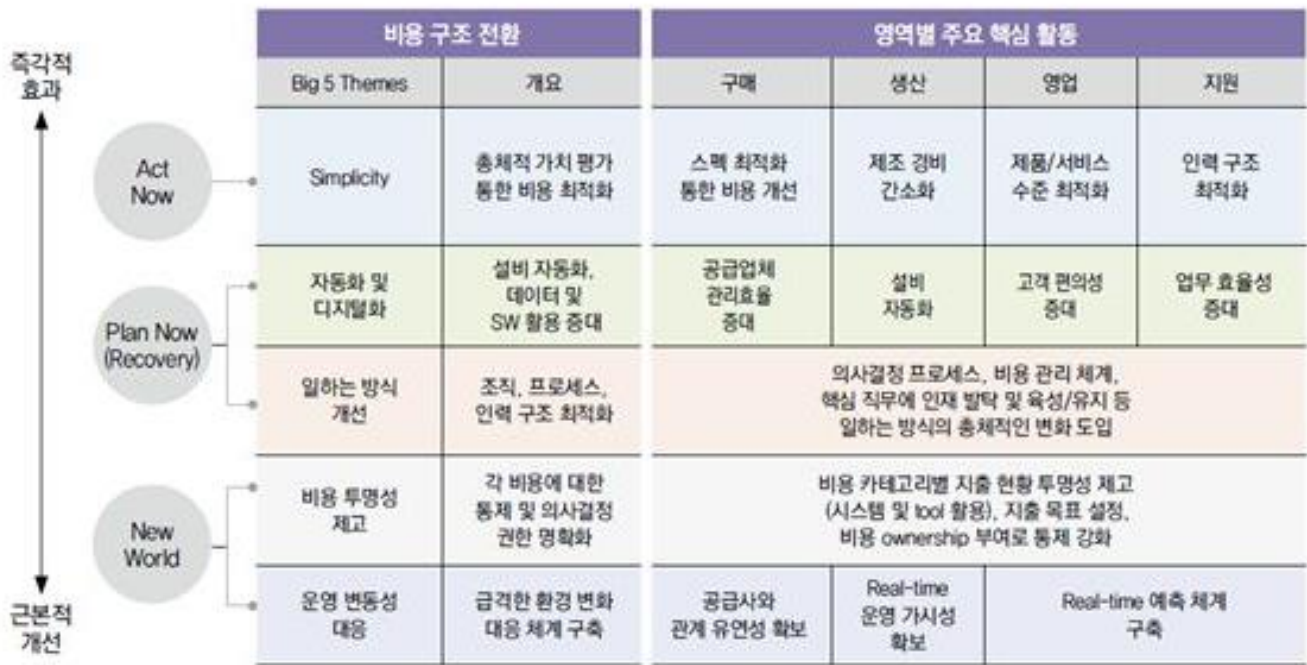 비용 구조 전환
영역별 주요 핵심 활동
즉각적
효과
Big 5 Themes
개요
구매
생산
영업
지원
Act
Now
Simplicity
총체적 가치 평가
통한 비용 최적화
스펙 최적화
통한 비용 개선
제조 경비
간소화
제품/서비스
수준 최적화
인력 구조
최적화
Plan Now
(Recovery)
자동화 및
디지털화
설비 자동화,
데이터 및
SW 활용 증대
공급업체
관리효율
증대
설비
자동화
고객 편의성
증대
업무 효율성
증대
일하는 방식
개선
조직, 프로세스,
인력 구조 최적화
의사결정 프로세스, 비용 관리 체계,
핵심 직무에 인재 발탁 및 육성/유지 등
일하는 방식의 총체적인 변화 도입
New
World
비용 투명성
제고
각 비용에 대한
통제 및 의사결정
권한 명확화
비용 카테고리별 지출 현황 투명성 제고
(시스템 및 tool 활용), 지출 목표 설정,
비용 ownership 부여로 통제 강화
운영 변동성
대응
급격한 환경 변화
대응 체계 구축
공급사와
관계 유연성 확보
Real-time
운영 가시성
확보
Real-time 예측 체계
구축
근본적
개선